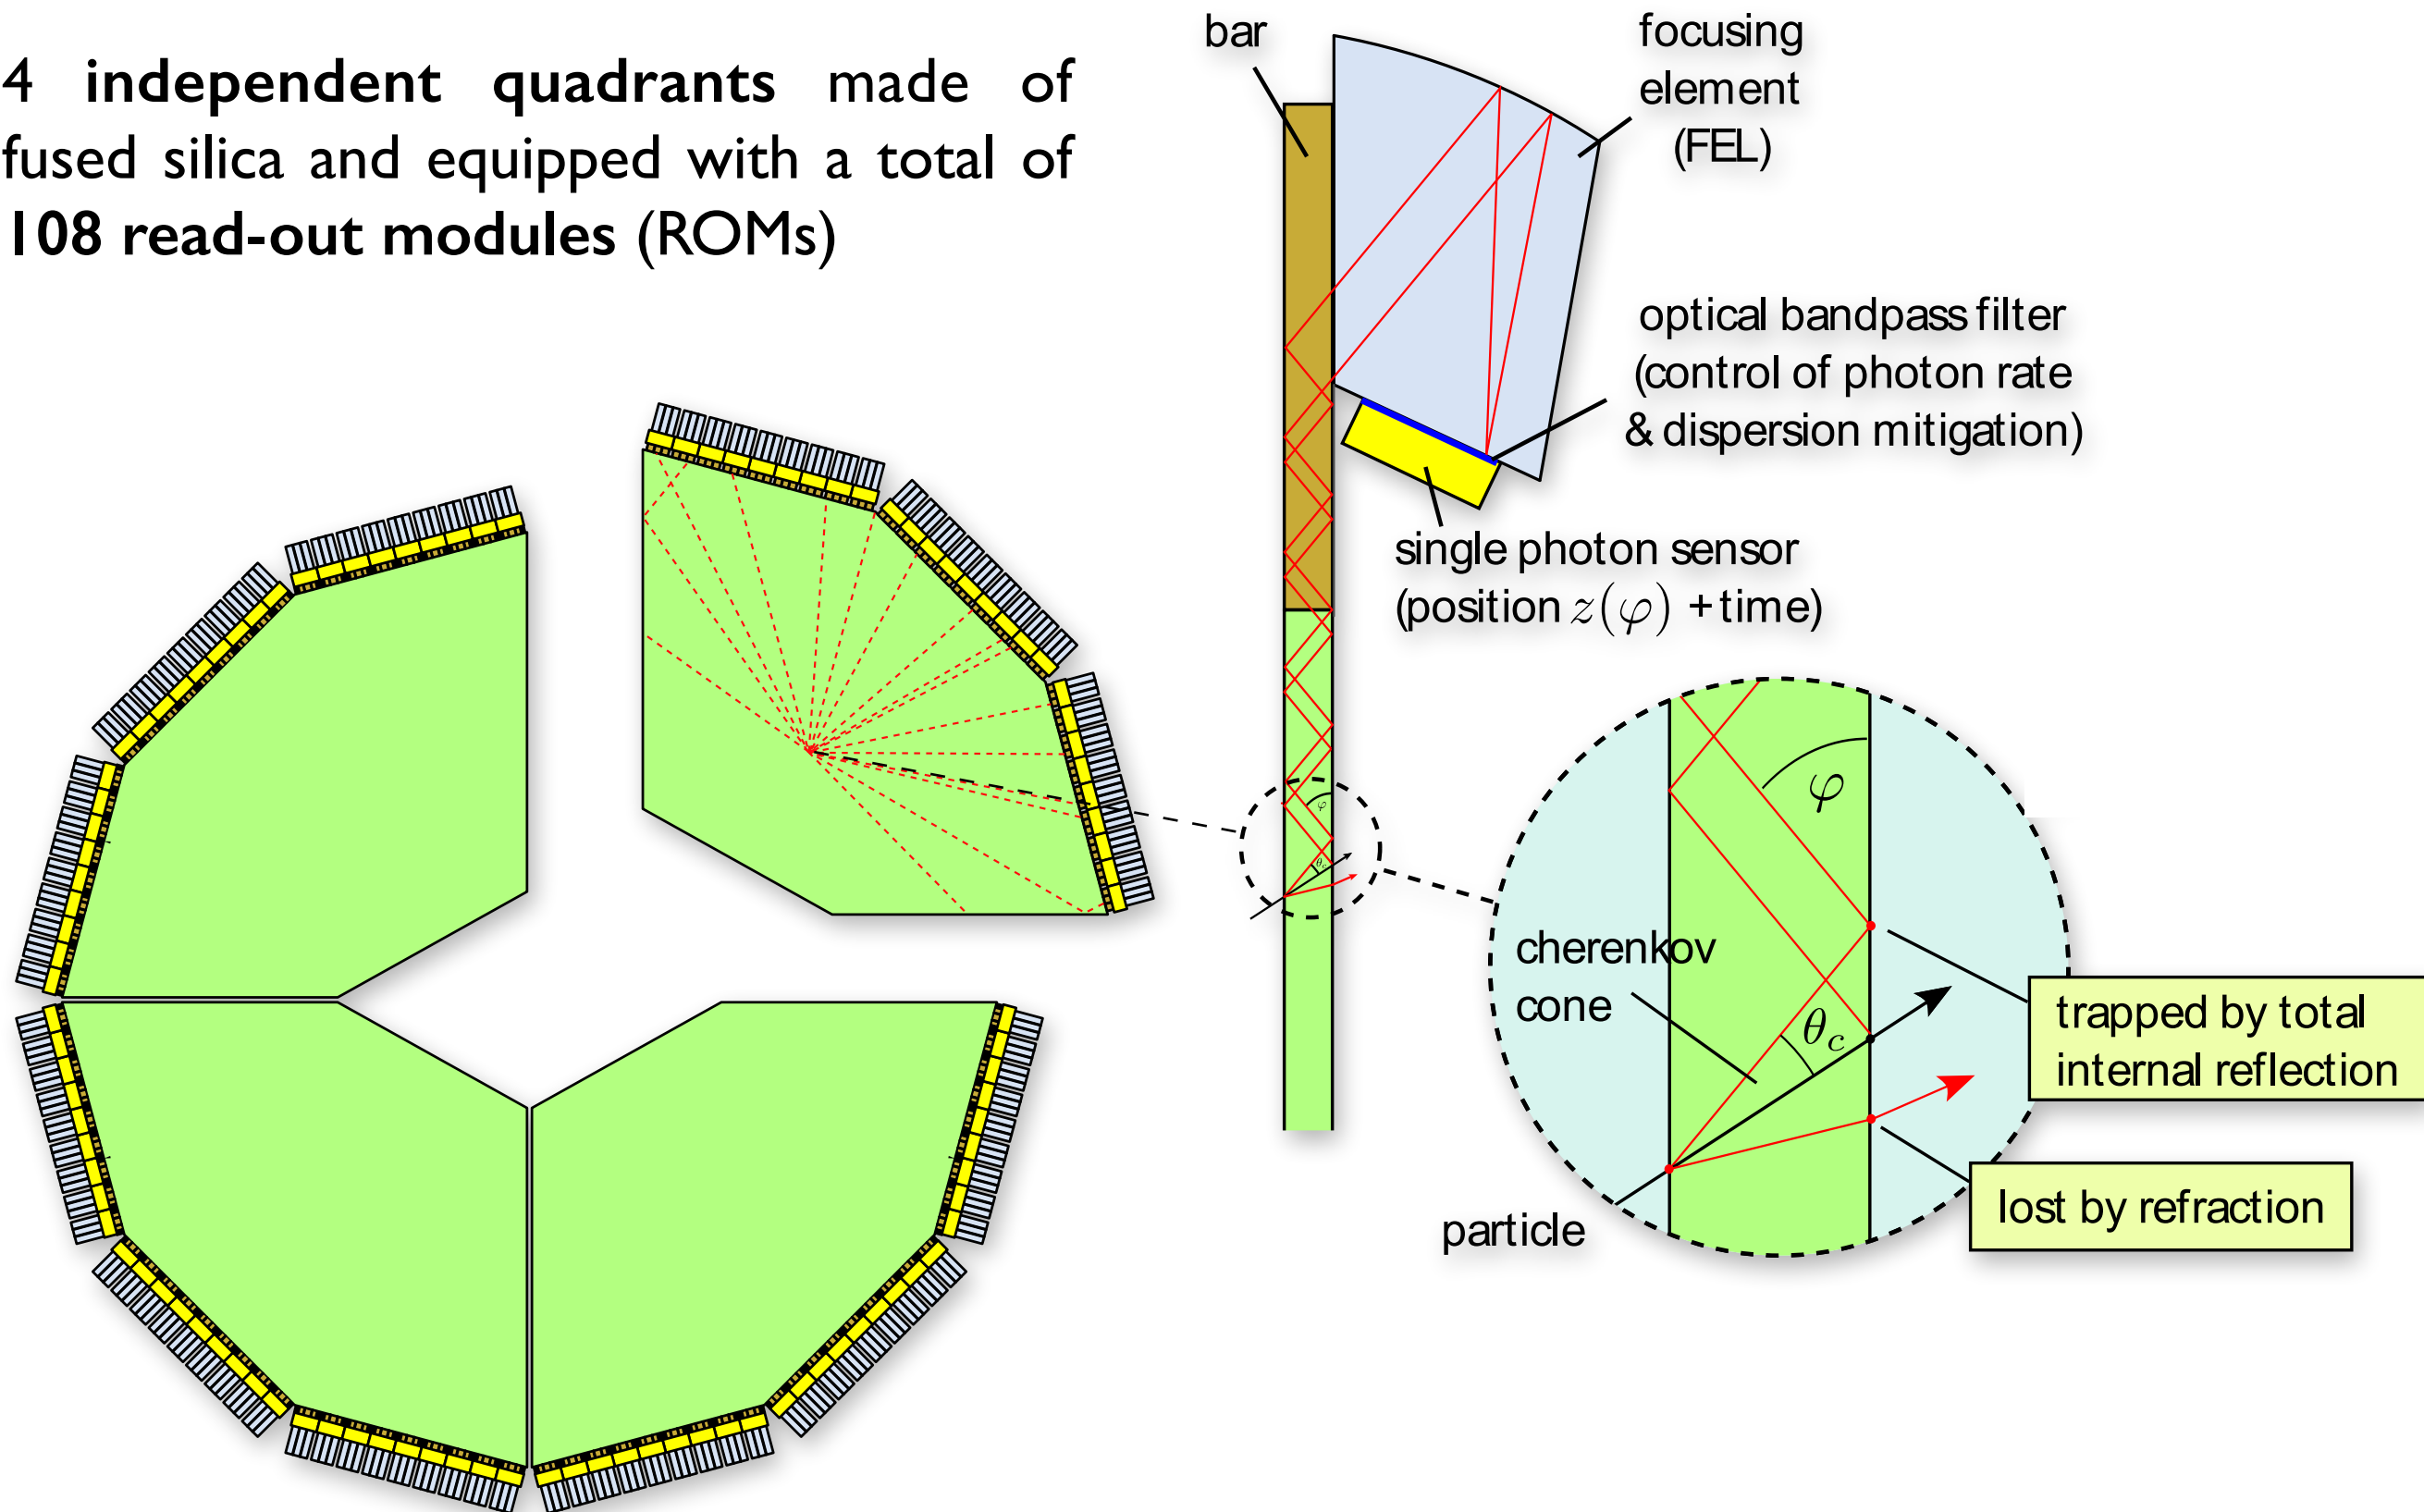 4 independent quadrants made of
fused silica and equipped with a total of
108 read-out modules (ROMs)
bar
focusing
element
(FEL)
optical bandpass filter
(control of photon rate
& dispersion mitigation)
single photon sensor
(position z(φ) + time)
φ
θc
φ
cherenkov
cone
θc
trapped by total
internal reflection
lost by refraction
particle